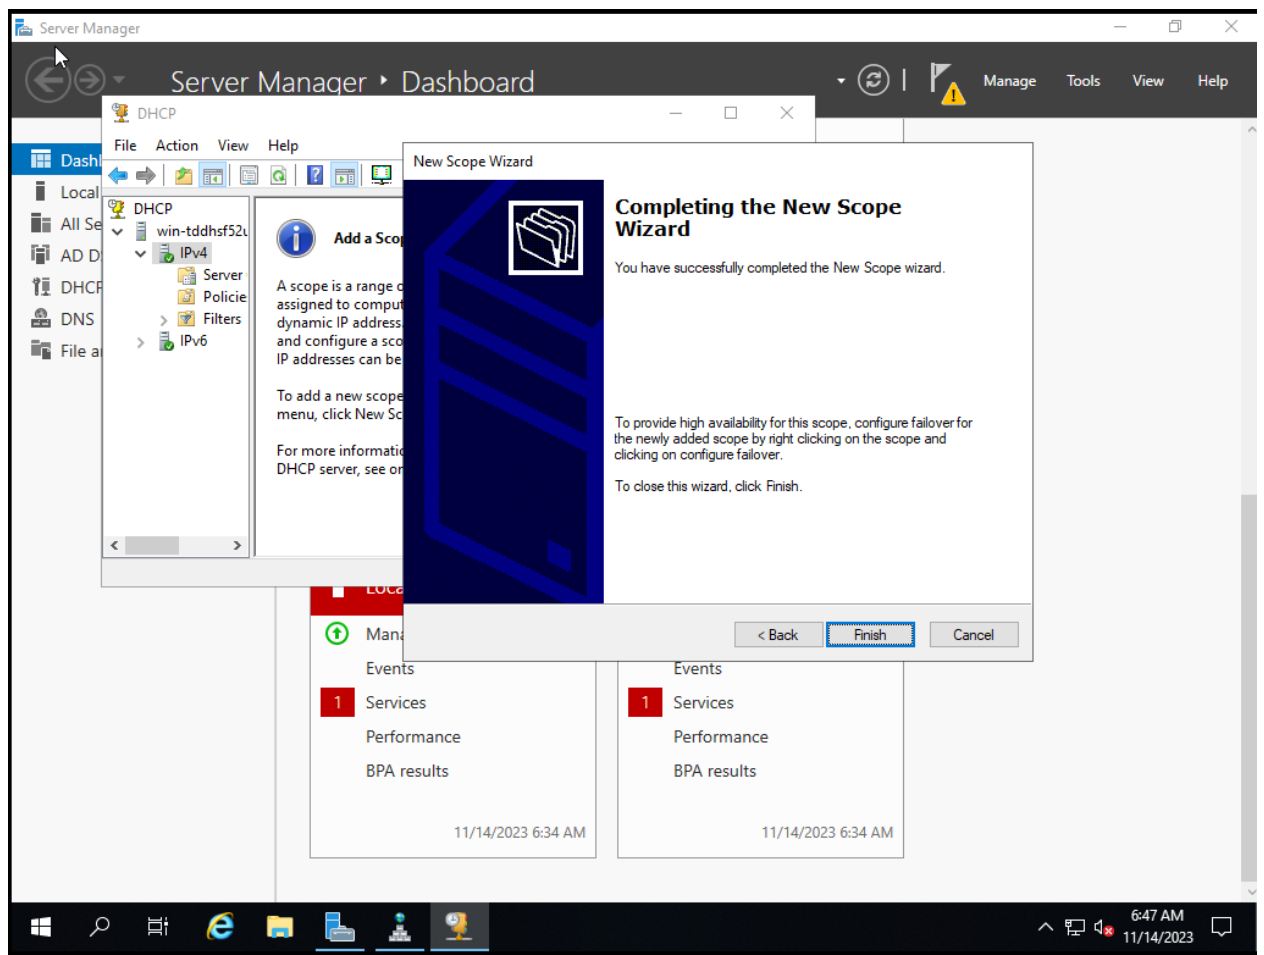 Server Manager
Server Manager • Dashboard
Manage Tools View Help
DHCP
File Action View Help
New Scope Wizard
Local
All Se
AD D
DHCP
DNS
File a
DHCP
win-tddhsf52u
IPv4
Server
Policie
Filters
IPv6
Add a Scop
A scope is a range o
assigned to comput
dynamic IP address.
and configure a sco
IP addresses can be
To add a new scope
menu, click New Sc
For more informatio
DHCP server, see or
Completing the New Scope
Wizard
You have successfully completed the New Scope wizard.
To provide high availability for this scope, configure failover for
the newly added scope by right clicking on the scope and
clicking on configure failover.
To close this wizard, click Finish.
< Back Finish Cancel
Mana
Events
1 Services
Performance
BPA results
11/14/2023 6:34 AM
Events
1 Services
Performance
BPA results
11/14/2023 6:34 AM
6:47 AM
11/14/2023